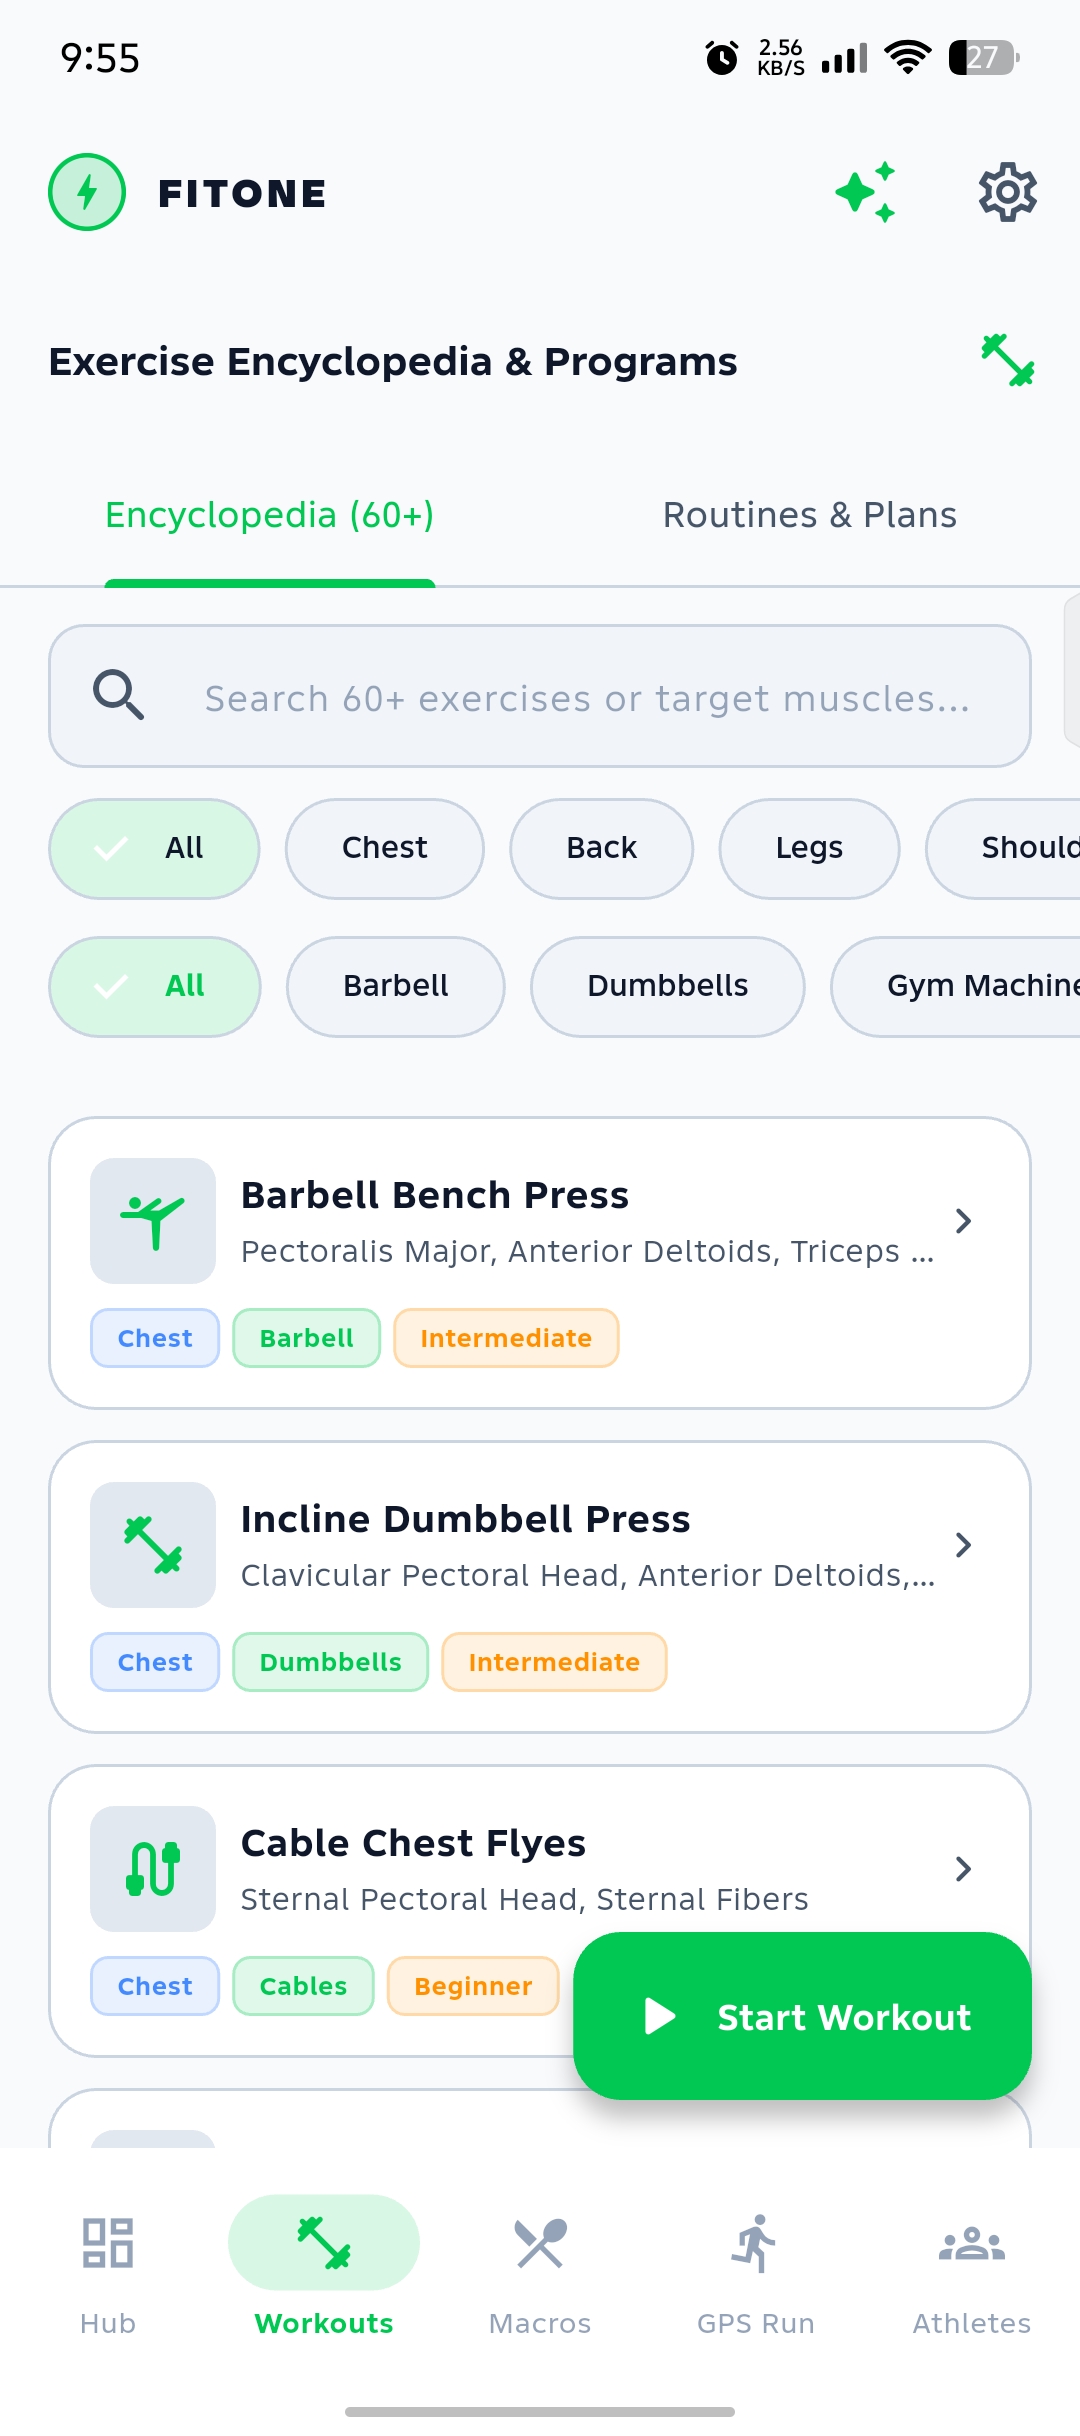 9:55
2.56
KB/S
27
FITONE
Exercise Encyclopedia & Programs
Encyclopedia (60+)
Routines & Plans
Search 60+ exercises or target muscles...
All
Chest
Back
Legs
Should
All
Barbell
Dumbbells
Gym Machine
Barbell Bench Press
Pectoralis Major, Anterior Deltoids, Triceps ...
Chest
Barbell
Intermediate
Incline Dumbbell Press
Clavicular Pectoral Head, Anterior Deltoids,...
Chest
Dumbbells
Intermediate
Cable Chest Flyes
Sternal Pectoral Head, Sternal Fibers
Chest
Cables
Beginner
Start Workout
Hub
Workouts
Macros
GPS Run
Athletes